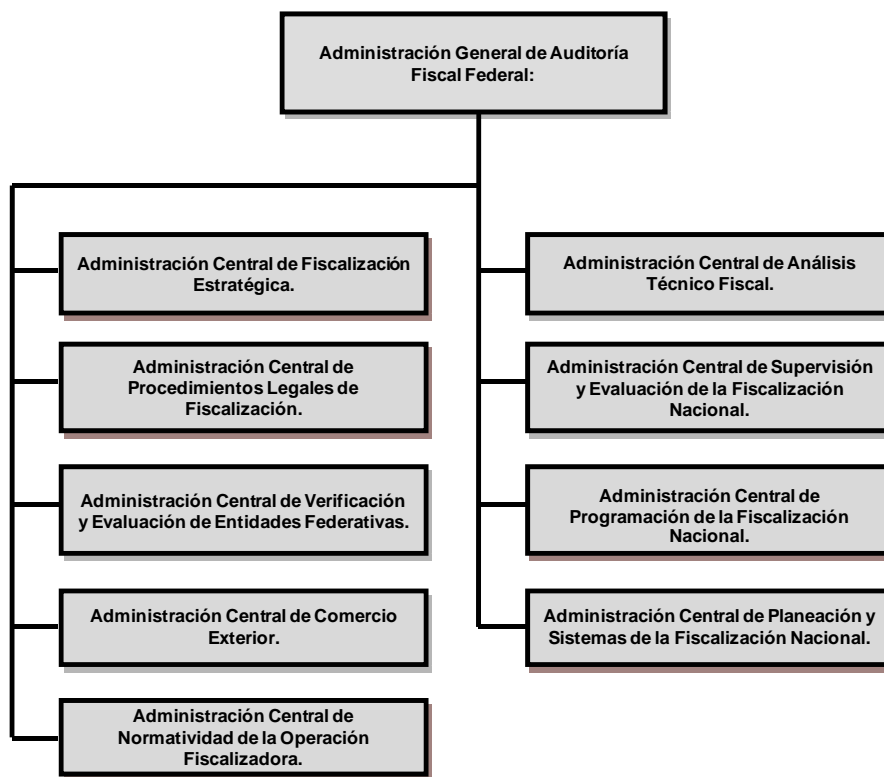 Administración General de Auditoría
Fiscal Federal:
Administración Central de Fiscalización
Estratégica.
Administración Central de
Procedimientos Legales de
Fiscalización.
Administración Central de Verificación
y Evaluación de Entidades Federativas.
Administración Central de Comercio
Exterior.
Administración Central de
Normatividad de la Operación
Fiscalizadora.
Administración Central de Análisis
Técnico Fiscal.
Administración Central de Supervisión
y Evaluación de la Fiscalización
Nacional.
Administración Central de
Programación de la Fiscalización
Nacional.
Administración Central de Planeación y
Sistemas de la Fiscalización Nacional.